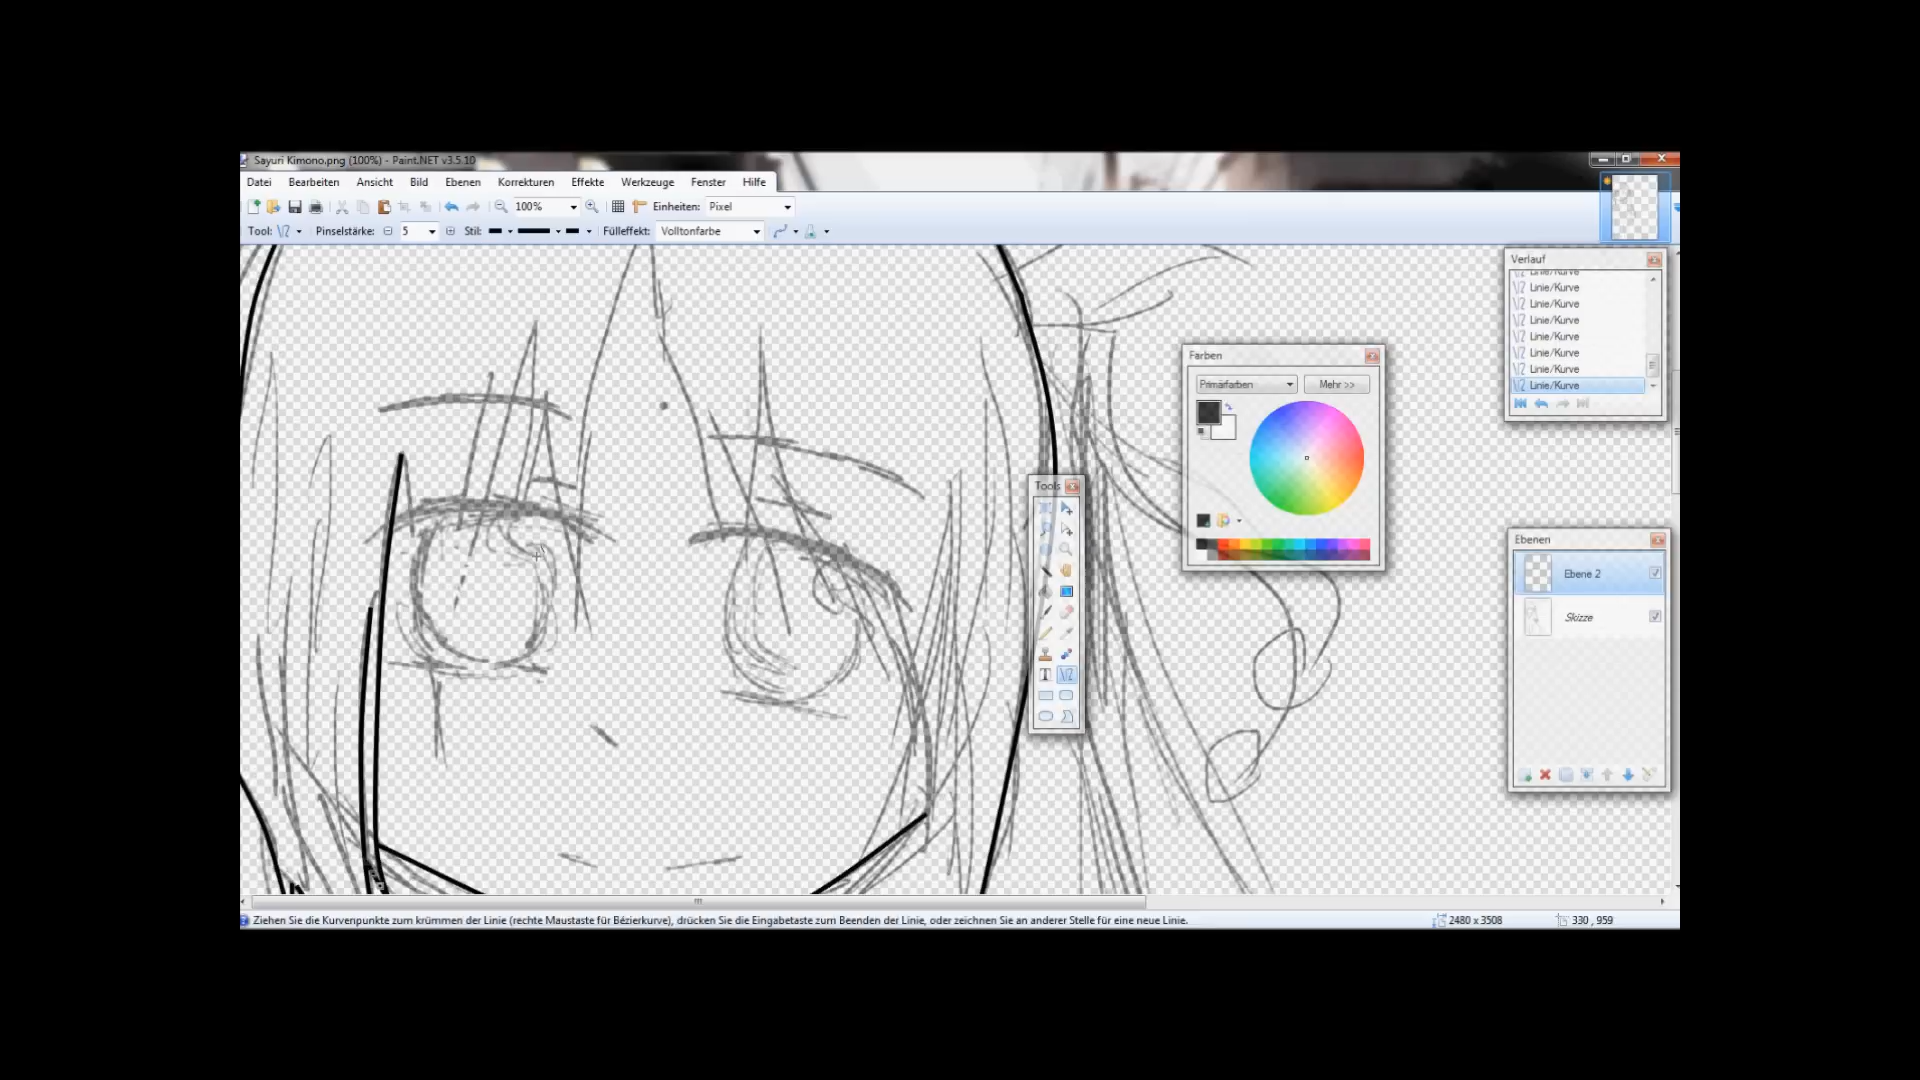 Sayuri Kimono.png (100%) - Paint.NET v3.5.10
Datei Bearbeiten Ansicht Bild Ebenen Korrekturen Effekte Werkzeuge Fenster Hilfe
100% Einheiten: Pixel
Tool: Pinselstärke: 5 Stil: Fülleffekt: Volltonfarbe
Verlauf
Linie/Kurve
Linie/Kurve
Linie/Kurve
Linie/Kurve
Linie/Kurve
Linie/Kurve
Linie/Kurve
Linie/Kurve
Farben
Primärfarben Mehr >>
Tools
T
Ebenen
Ebene 2
Skizze
Ziehen Sie die Kurvenpunkte zum krümmen der Linie (rechte Maustaste für Bézierkurve), drücken Sie die Eingabetaste zum Beenden der Linie, oder zeichnen Sie an anderer Stelle für eine neue Linie. 2480 x 3508 330 , 959